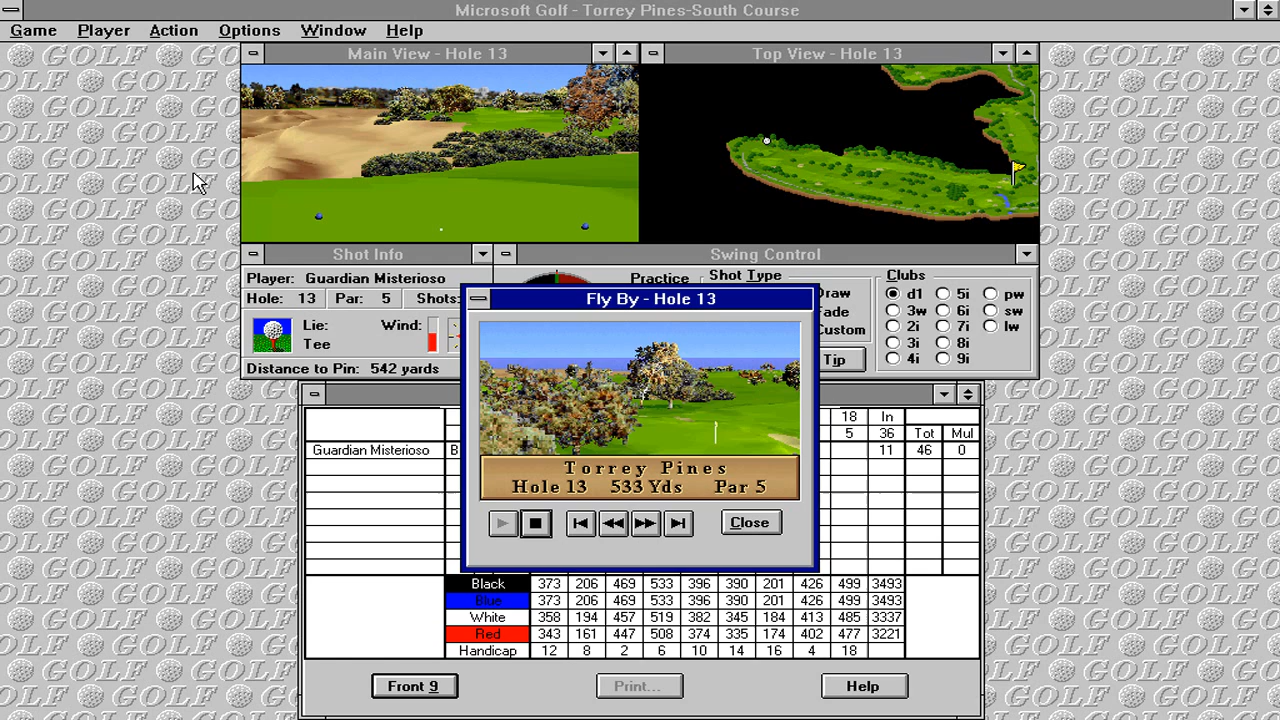 Microsoft Golf - Torrey Pines-South Course
Game Player Action Options Window Help
Main View - Hole 13
Top View - Hole 13
Shot Info
Swing Control
Player: Guardian Misterioso
Hole: 13 Par: 5 Shots:
Lie: Wind:
Tee
Distance to Pin: 542 yards
Practice
Shot Type
Draw
Fade
Custom
Tip
Clubs
d1 5i pw
3w 6i sw
2i 7i lw
3i 8i
4i 9i
Fly By - Hole 13
Torrey Pines
Hole 13 533 Yds Par 5
Close
18 In
5 36 Tot Mul
Guardian Misterioso B 11 46 0
Black 373 206 469 533 396 390 201 426 499 3493
Blue 373 206 469 533 396 390 201 426 499 3493
White 358 194 457 519 382 345 184 413 485 3337
Red 343 161 447 508 374 335 174 402 477 3221
Handicap 12 8 2 6 10 14 16 4 18
Front 9 Print... Help
GOLF